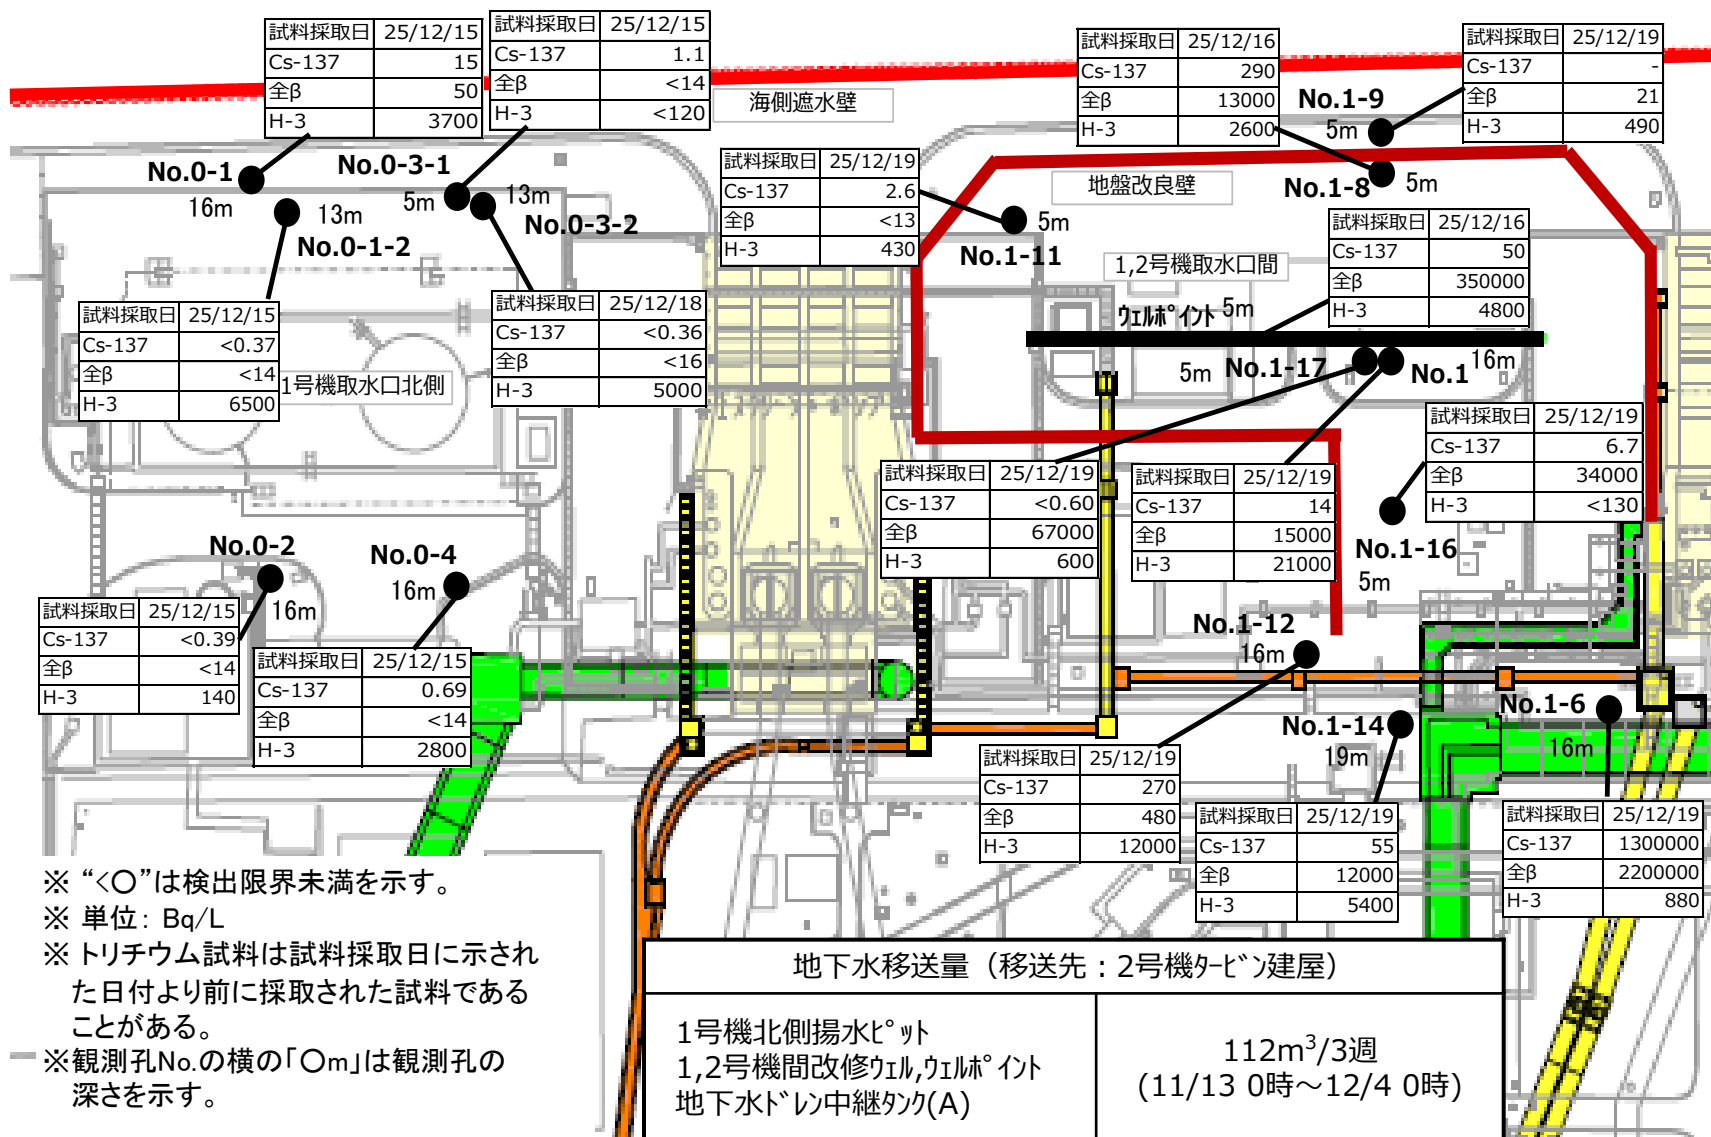 試料採取日 25/12/15
Cs-137 15
全β 50
H-3 3700
試料採取日 25/12/15
Cs-137 1.1
全β <14
H-3 <120
海側遮水壁
試料採取日 25/12/16
Cs-137 290
全β 13000
H-3 2600
試料採取日 25/12/19
Cs-137 -
全β 21
H-3 490
No.1-9
5m
No.0-1
16m
No.0-3-1
5m
13m
No.0-3-2
13m
No.0-1-2
試料採取日 25/12/19
Cs-137 2.6
全β <13
H-3 430
5m
No.1-11
地盤改良壁
No.1-8
5m
試料採取日 25/12/16
Cs-137 50
全β 350000
H-3 4800
1,2号機取水口間
ウェルポイント 5m
試料採取日 25/12/15
Cs-137 <0.37
全β <14
H-3 6500
1号機取水口北側
試料採取日 25/12/18
Cs-137 <0.36
全β <16
H-3 5000
5m No.1-17
No.1 16m
試料採取日 25/12/19
Cs-137 6.7
全β 34000
H-3 <130
試料採取日 25/12/19
Cs-137 <0.60
全β 67000
H-3 600
試料採取日 25/12/19
Cs-137 14
全β 15000
H-3 21000
No.1-16
5m
No.0-2
16m
No.0-4
16m
試料採取日 25/12/15
Cs-137 <0.39
全β <14
H-3 140
試料採取日 25/12/15
Cs-137 0.69
全β <14
H-3 2800
No.1-12
16m
No.1-14
19m
No.1-6
16m
試料採取日 25/12/19
Cs-137 270
全β 480
H-3 12000
試料採取日 25/12/19
Cs-137 55
全β 12000
H-3 5400
試料採取日 25/12/19
Cs-137 1300000
全β 2200000
H-3 880
※ “<〇”は検出限界未満を示す。
※ 単位：Bq/L
※ トリチウム試料は試料採取日に示され
た日付より前に採取された試料である
ことがある。
※観測孔No.の横の「〇m」は観測孔の
深さを示す。
地下水移送量（移送先：2号機タービン建屋）
1号機北側揚水ピット
1,2号機間改修ウェル,ウェルポイント
地下水ドレン中継タンク(A)
112m³/3週
(11/13 0時～12/4 0時)